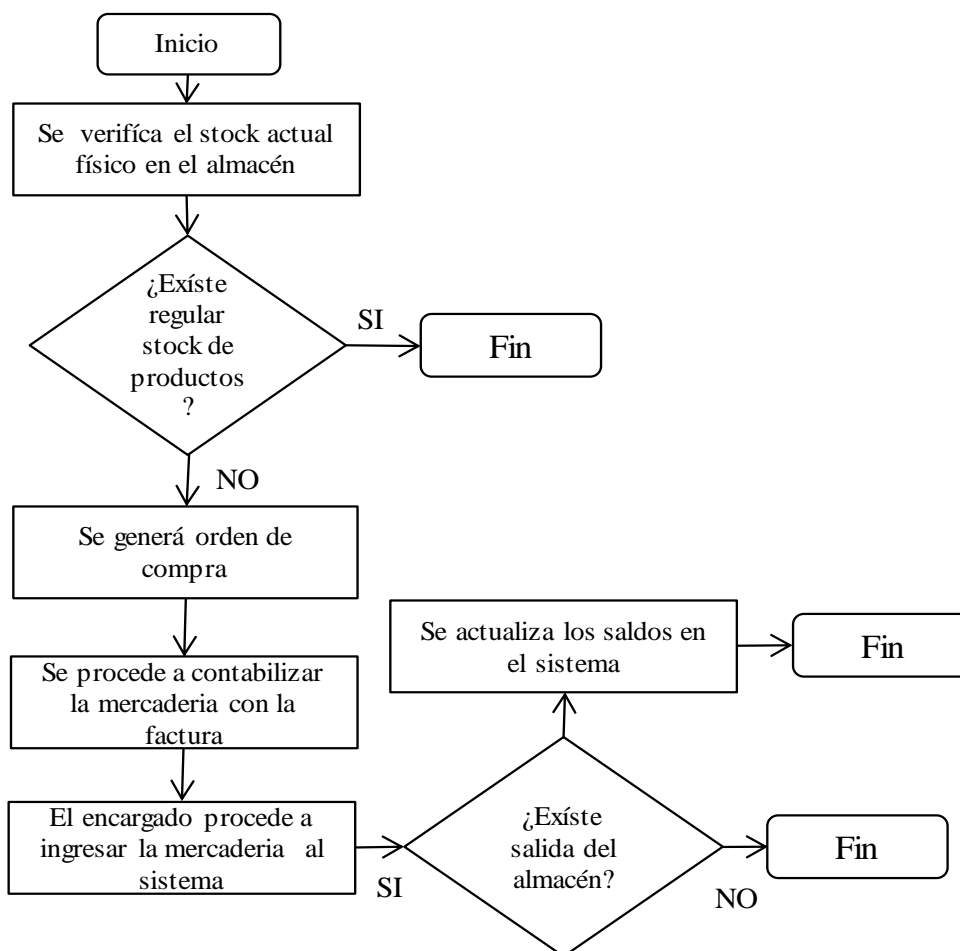 Inicio
Se verifíca el stock actual
físico en el almacén
¿Exíste
regular
stock de
productos
?
SI
Fin
NO
Se generá orden de
compra
Se procede a contabilizar
la mercaderia con la
factura
El encargado procede a
ingresar la mercaderia al
sistema
SI
¿Exíste
salida del
almacén?
Se actualiza los saldos en
el sistema
Fin
NO
Fin